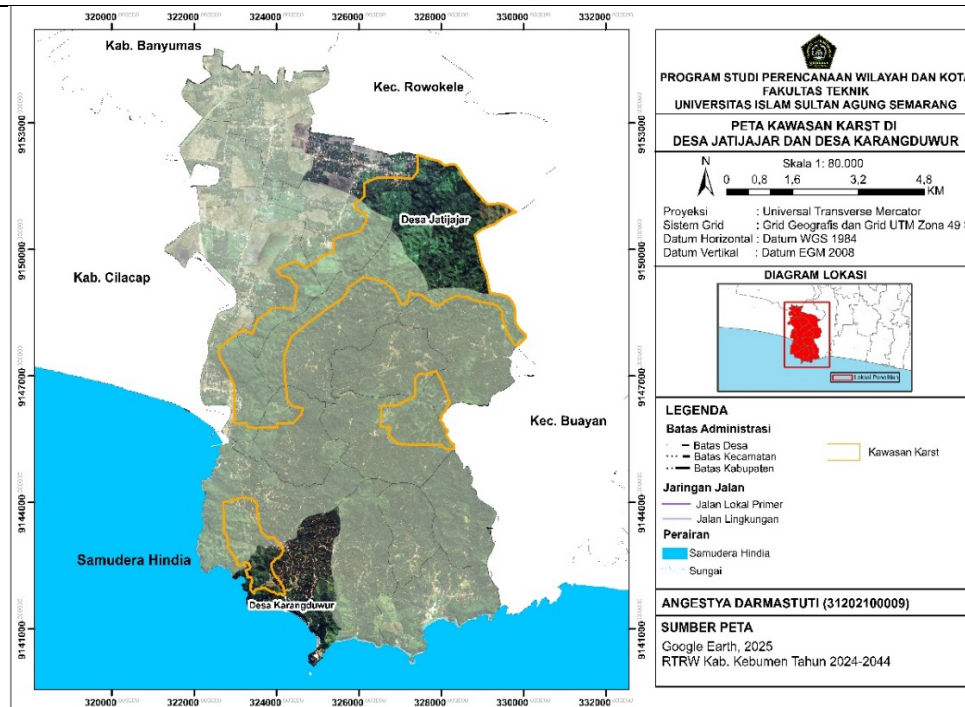 320000 322000 324000 326000 328000 330000 332000
Kab. Banyumas
Kec. Rowokele
9153000
9153000
Desa Jatijajar
9150000
9150000
Kab. Cilacap
9147000
9147000
Kec. Buayan
9144000
9144000
Samudera Hindia
Desa Karangduwur
9141000
9141000
320000 322000 324000 326000 328000 330000 332000
PROGRAM STUDI PERENCANAAN WILAYAH DAN KOTA
FAKULTAS TEKNIK
UNIVERSITAS ISLAM SULTAN AGUNG SEMARANG
PETA KAWASAN KARST DI
DESA JATIJAJAR DAN DESA KARANGDUWUR
N
Skala 1: 80.000
0 0,8 1,6 3,2 4,8
KM
Proyeksi : Universal Transverse Mercator
Sistem Grid : Grid Geografis dan Grid UTM Zona 49 S
Datum Horizontal : Datum WGS 1984
Datum Vertikal : Datum EGM 2008
DIAGRAM LOKASI
Lokasi Penelitian
LEGENDA
Batas Administrasi
Batas Desa
Batas Kecamatan
Batas Kabupaten
Kawasan Karst
Jaringan Jalan
Jalan Lokal Primer
Jalan Lingkungan
Perairan
Samudera Hindia
Sungai
ANGESTYA DARMASTUTI (31202100009)
SUMBER PETA
Google Earth, 2025
RTRW Kab. Kebumen Tahun 2024-2044